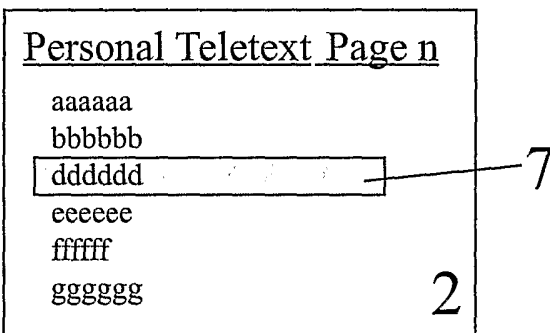 Personal Teletext Page n
aaaaaa
bbbbbb
dddddd
7
eeeeee
ffffff
gggggg
2